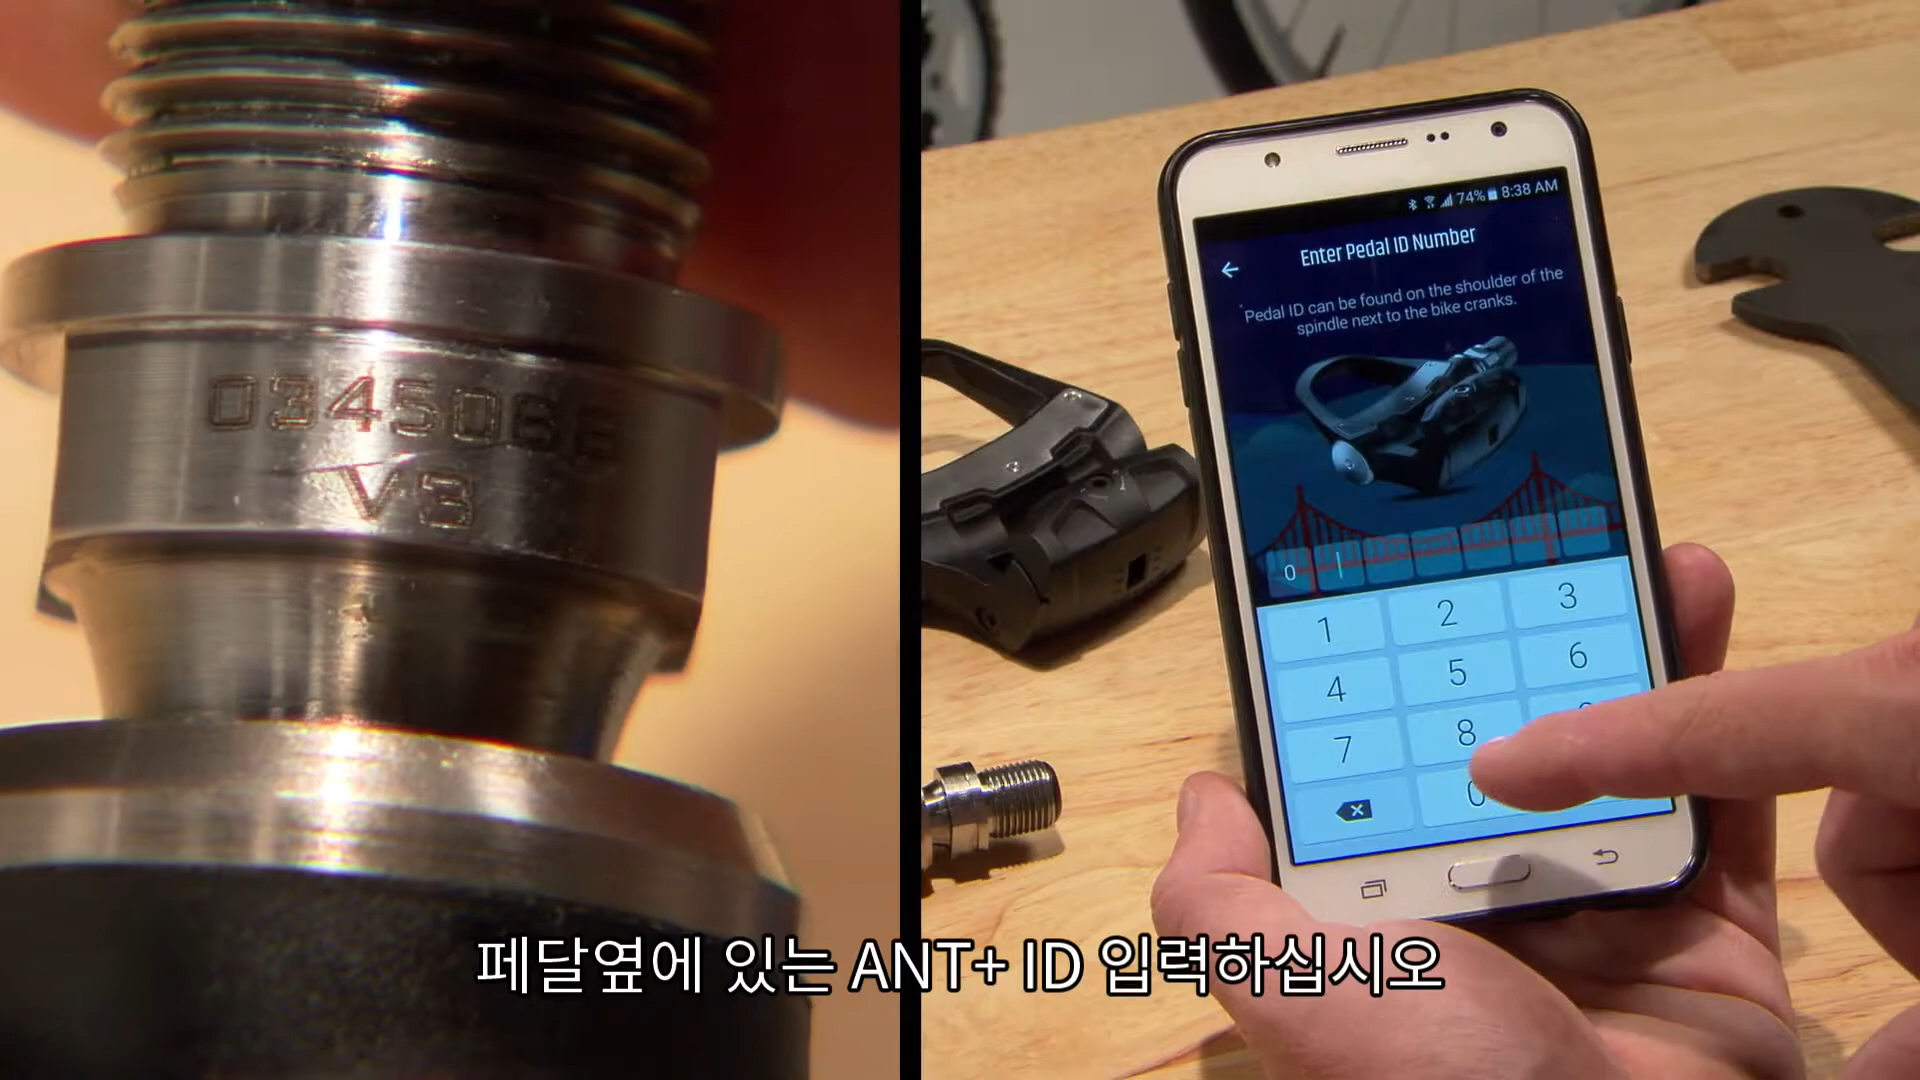 0345066
V3
74% 8:38 AM
Enter Pedal ID Number
Pedal ID can be found on the shoulder of the
spindle next to the bike cranks.
0
1 2 3
4 5 6
7 8
0
페달옆에 있는 ANT+ ID 입력하십시오